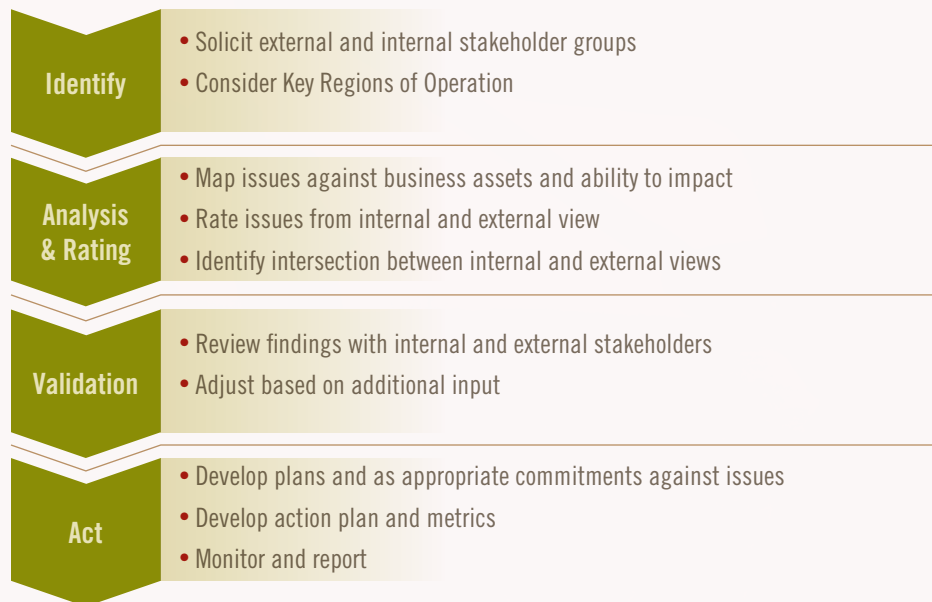 Identify
• Solicit external and internal stakeholder groups
• Consider Key Regions of Operation
Analysis
& Rating
• Map issues against business assets and ability to impact
• Rate issues from internal and external view
• Identify intersection between internal and external views
Validation
• Review findings with internal and external stakeholders
• Adjust based on additional input
Act
• Develop plans and as appropriate commitments against issues
• Develop action plan and metrics
• Monitor and report